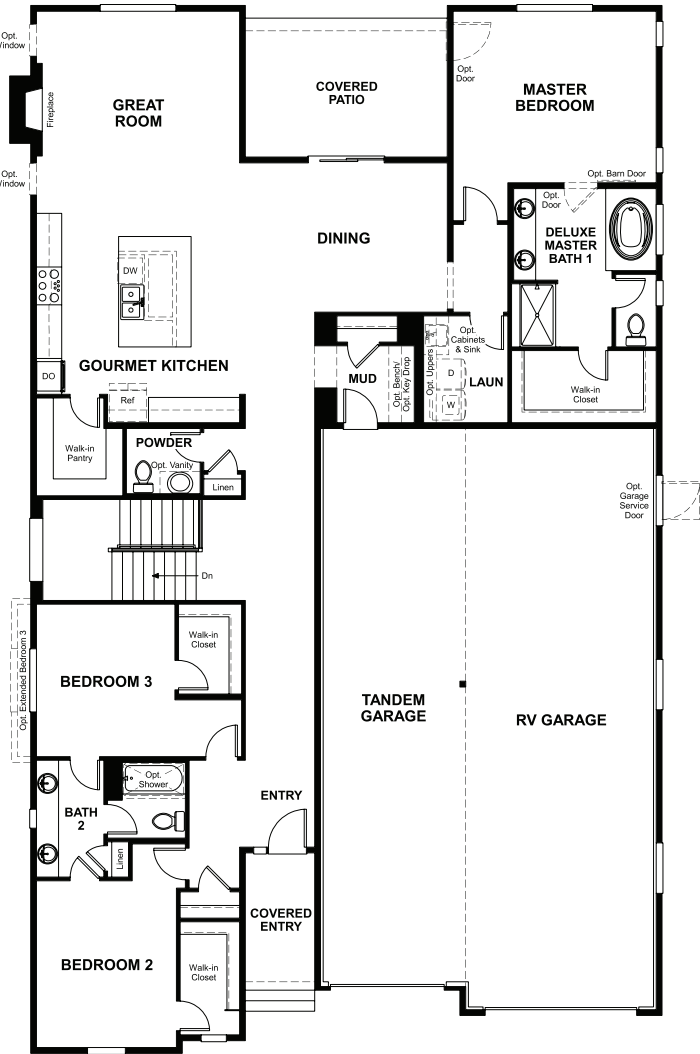 Opt.
Window
GREAT
ROOM
Fireplace
COVERED
PATIO
Opt.
Door
MASTER
BEDROOM
Opt.
Window
Opt. Barn Door
Opt.
Door
DELUXE
MASTER
BATH 1
DINING
DW
Opt.
Cabinets
& Sink
Opt. Uppers
D
W
LAUN
MUD
Opt. Bench/
Opt. Key Drop
Walk-in
Closet
GOURMET KITCHEN
DO
Ref
Walk-in
Pantry
POWDER
Opt. Vanity
Linen
Opt.
Garage
Service
Door
Dn
Walk-in
Closet
BEDROOM 3
Opt. Extended Bedroom 3
TANDEM
GARAGE
RV GARAGE
Opt.
Shower
BATH
2
Linen
ENTRY
COVERED
ENTRY
BEDROOM 2
Walk-in
Closet